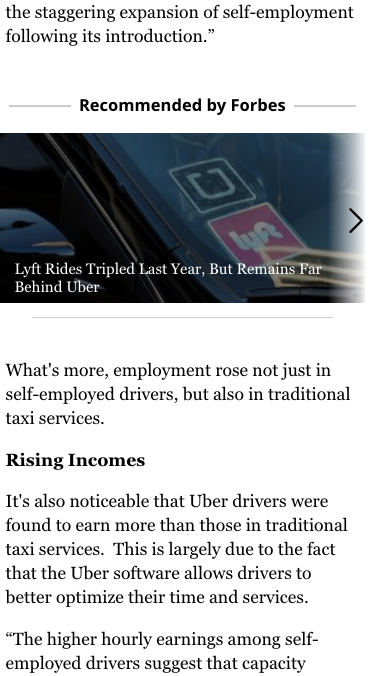 the staggering expansion of self-employment
following its introduction.”
Recommended by Forbes
lyft
Lyft Rides Tripled Last Year, But Remains Far
Behind Uber
What's more, employment rose not just in
self-employed drivers, but also in traditional
taxi services.
Rising Incomes
It's also noticeable that Uber drivers were
found to earn more than those in traditional
taxi services.  This is largely due to the fact
that the Uber software allows drivers to
better optimize their time and services.
“The higher hourly earnings among self-
employed drivers suggest that capacity